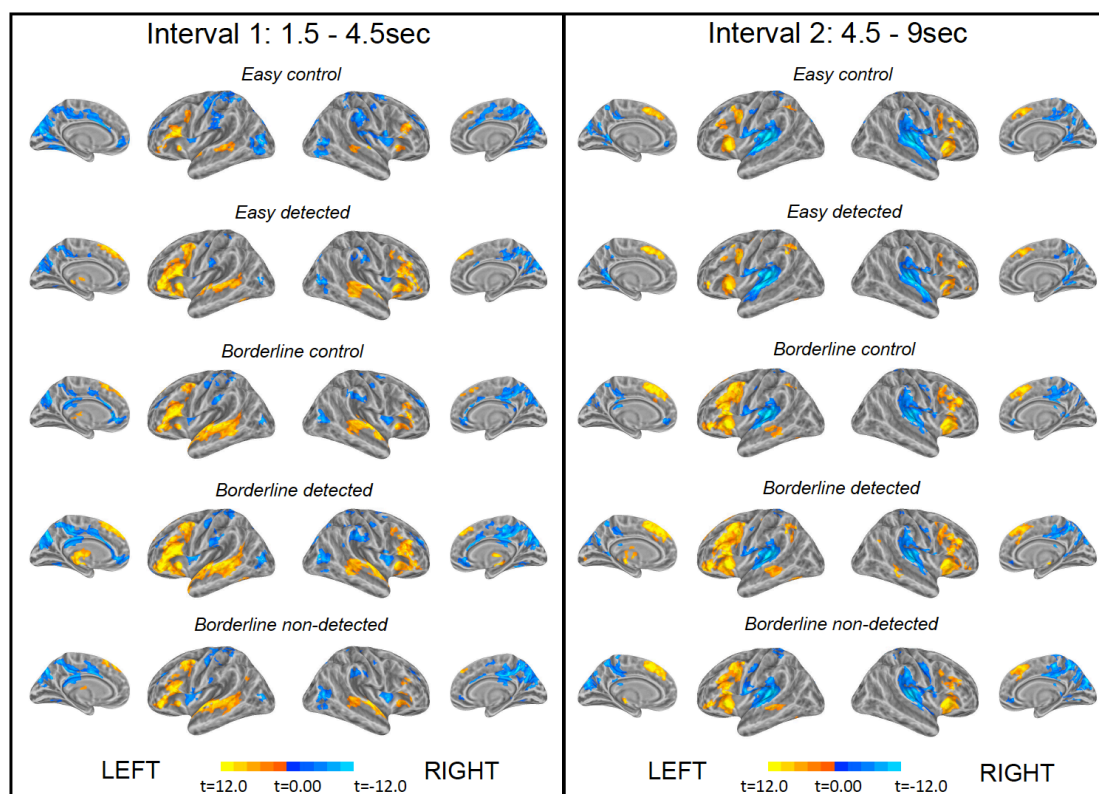 Interval 1: 1.5 - 4.5sec
Easy control
Easy detected
Borderline control
Borderline detected
Borderline non-detected
LEFT
RIGHT
t=12.0 t=0.00 t=-12.0
Interval 2: 4.5 - 9sec
Easy control
Easy detected
Borderline control
Borderline detected
Borderline non-detected
LEFT
RIGHT
t=12.0 t=0.00 t=-12.0